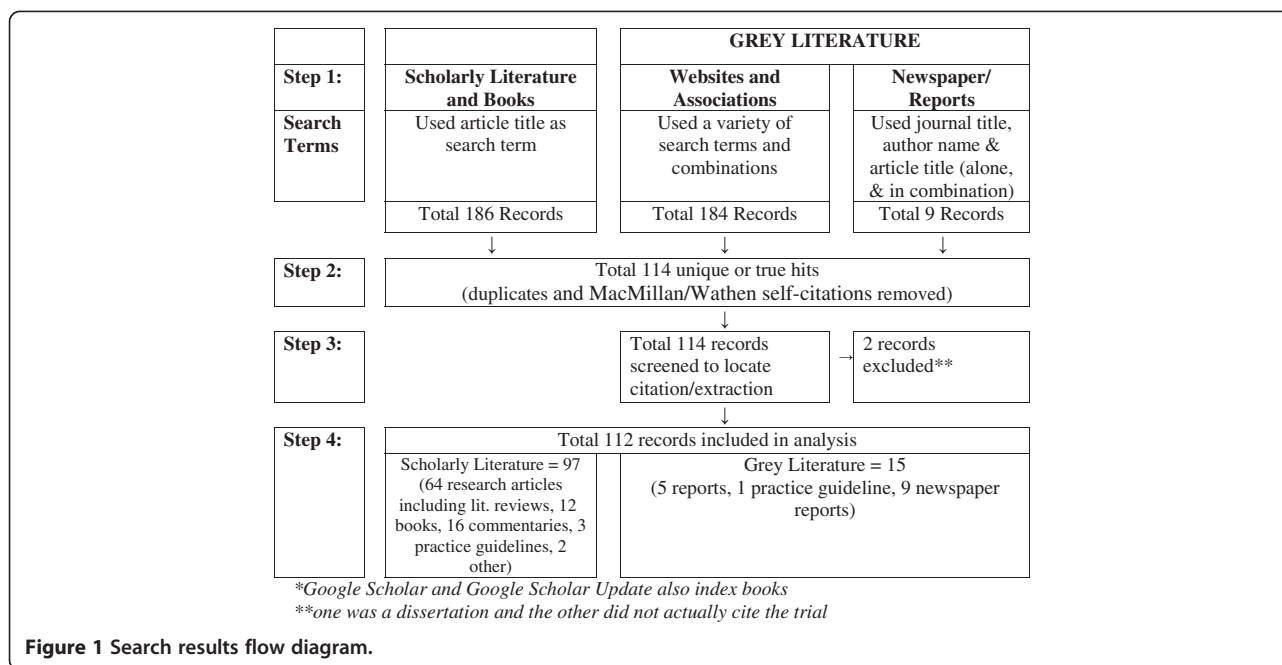 GREY LITERATURE
Step 1:
Scholarly Literature
and Books
Websites and
Associations
Newspaper/
Reports
Search
Terms
Used article title as
search term
Used a variety of
search terms and
combinations
Used journal title,
author name &
article title (alone,
& in combination)
Total 186 Records
Total 184 Records
Total 9 Records
↓ ↓ ↓
Step 2:
Total 114 unique or true hits
(duplicates and MacMillan/Wathen self-citations removed)
↓
Step 3:
Total 114 records
screened to locate
citation/extraction
→
2 records
excluded**
↓
Step 4:
Total 112 records included in analysis
Scholarly Literature = 97
(64 research articles
including lit. reviews, 12
books, 16 commentaries, 3
practice guidelines, 2
other)
Grey Literature = 15
(5 reports, 1 practice guideline, 9 newspaper
reports)
*Google Scholar and Google Scholar Update also index books
**one was a dissertation and the other did not actually cite the trial
Figure 1 Search results flow diagram.